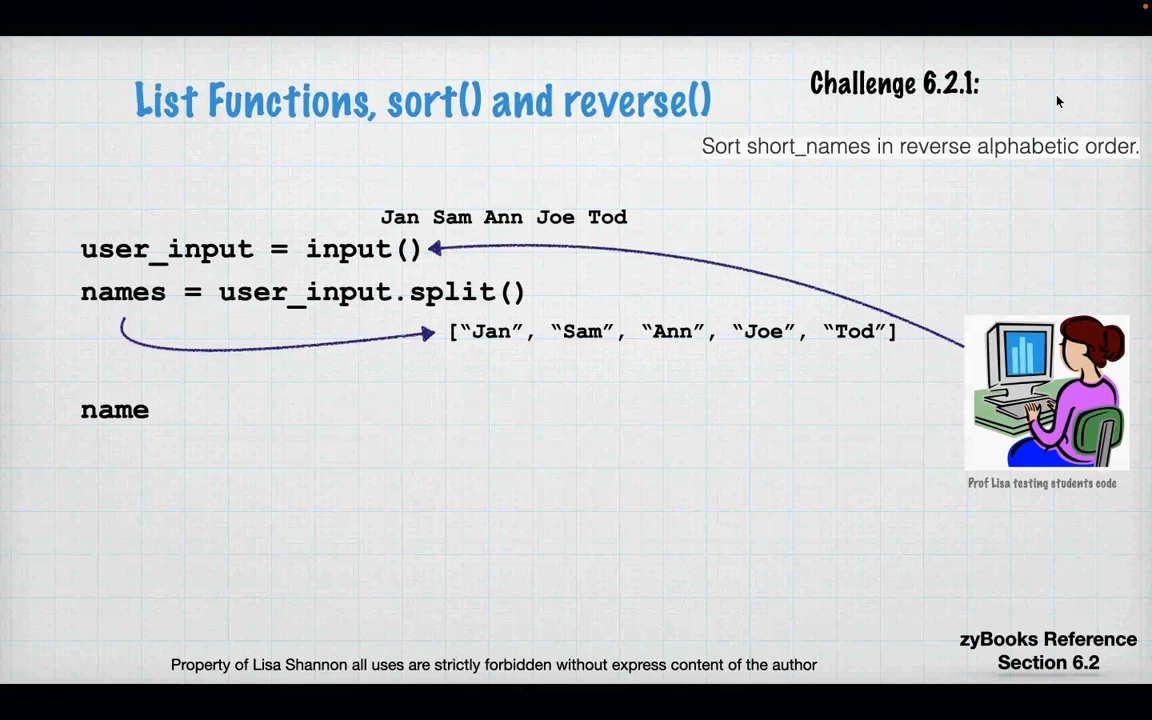 List Functions, sort() and reverse()
Challenge 6.2.1:
Sort short_names in reverse alphabetic order.
Jan Sam Ann Joe Tod
user_input = input()
names = user_input.split()
[“Jan”, “Sam”, “Ann”, “Joe”, “Tod”]
name
Prof Lisa testing students code
zyBooks Reference
Section 6.2
Property of Lisa Shannon all uses are strictly forbidden without express content of the author